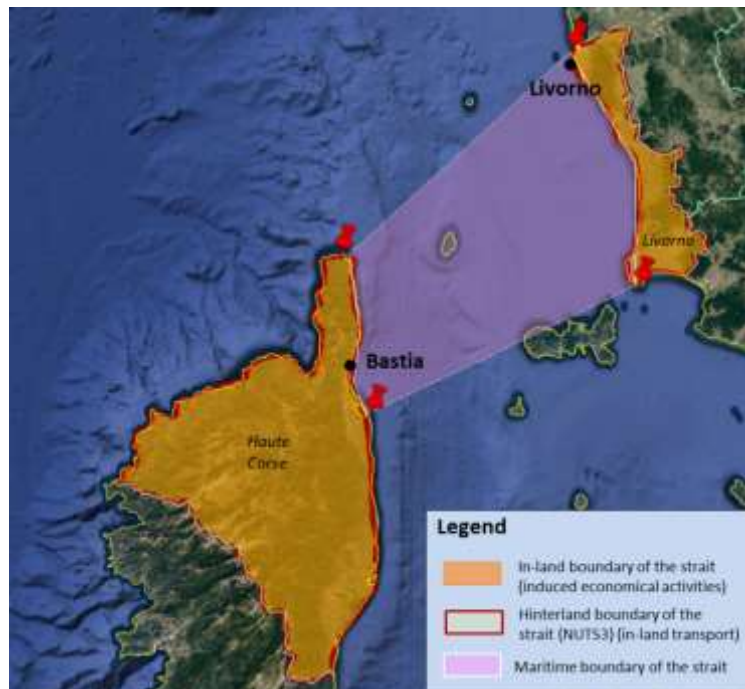 Livorno
Livorno
Bastia
Haute
Corse
Legend
In-land boundary of the strait
(induced economical activities)
Hinterland boundary of the
strait (NUTS3) (in-land transport)
Maritime boundary of the strait